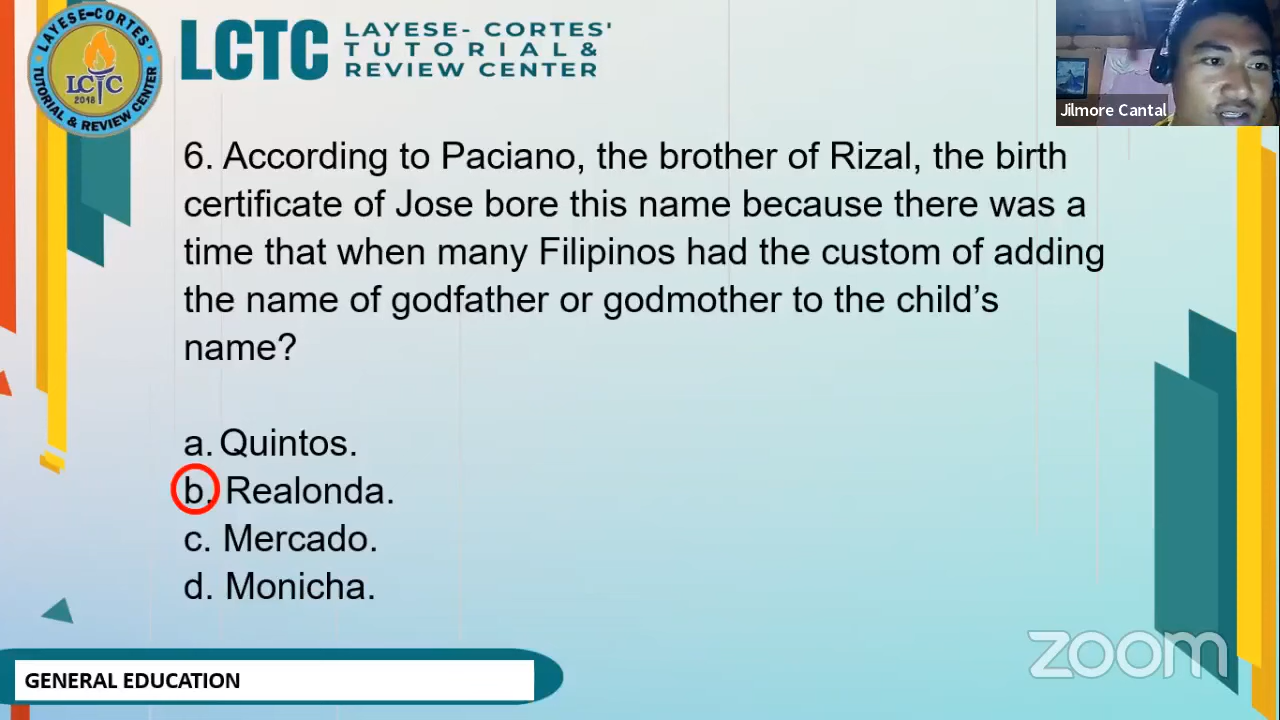 LAYESE-CORTES'
LCTC
2018
TUTORIAL & REVIEW CENTER
LCTC
LAYESE- CORTES'
TUTORIAL &
REVIEW CENTER
Jilmore Cantal
6. According to Paciano, the brother of Rizal, the birth
certificate of Jose bore this name because there was a
time that when many Filipinos had the custom of adding
the name of godfather or godmother to the child’s
name?
a. Quintos.
b. Realonda.
c. Mercado.
d. Monicha.
zoom
GENERAL EDUCATION